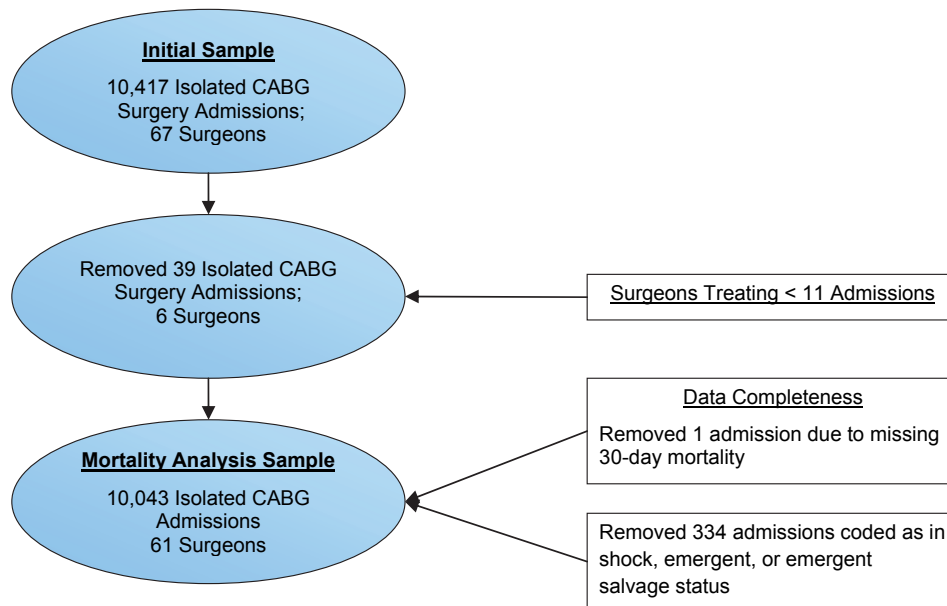 Initial Sample
10,417 Isolated CABG
Surgery Admissions;
67 Surgeons
Removed 39 Isolated CABG
Surgery Admissions;
6 Surgeons
Surgeons Treating < 11 Admissions
Data Completeness
Removed 1 admission due to missing
30-day mortality
Mortality Analysis Sample
10,043 Isolated CABG
Admissions
61 Surgeons
Removed 334 admissions coded as in
shock, emergent, or emergent
salvage status